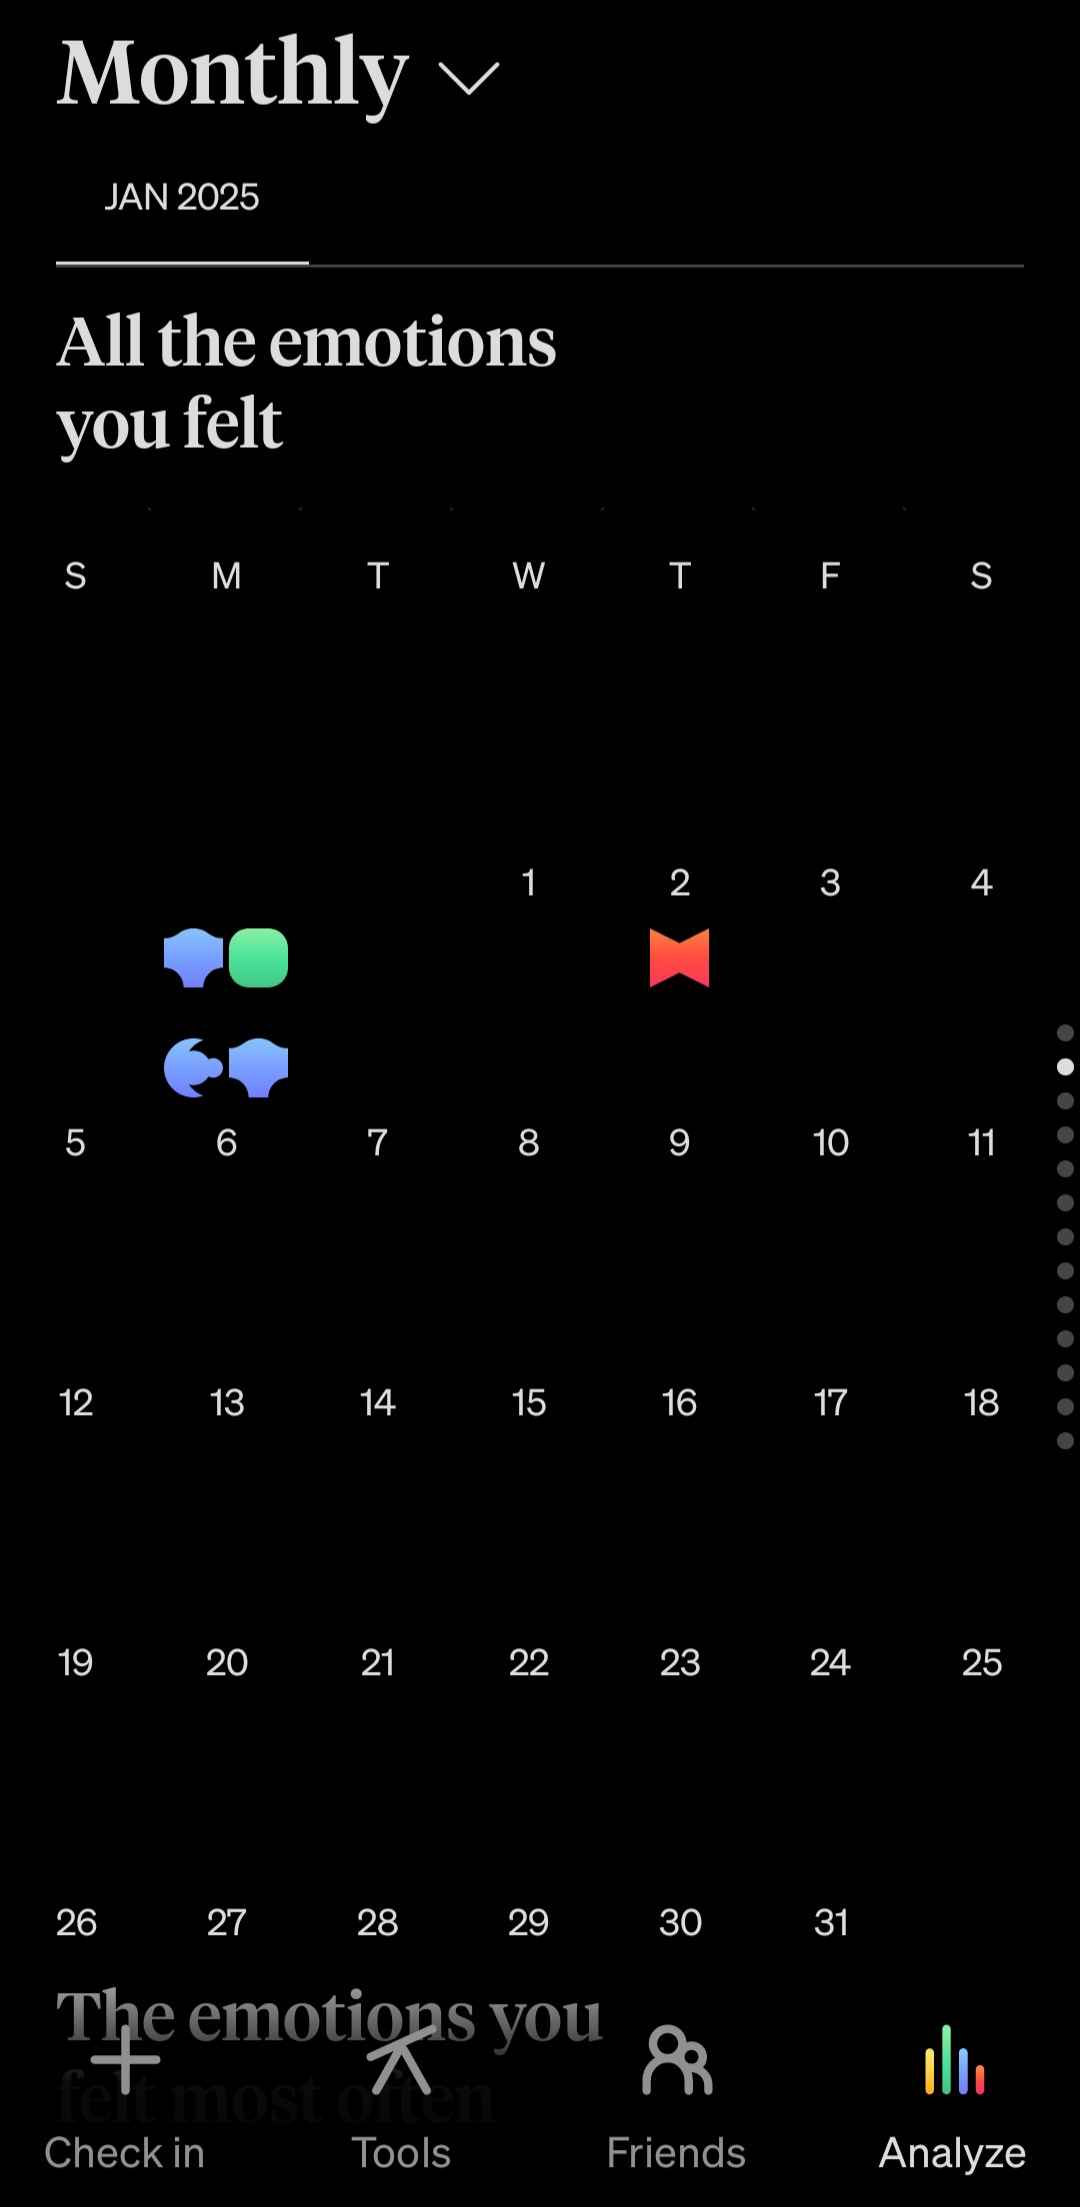 Monthly
JAN 2025
All the emotions
you felt
S M T W T F S
1 2 3 4
5 6 7 8 9 10 11
12 13 14 15 16 17 18
19 20 21 22 23 24 25
26 27 28 29 30 31
The emotions you
felt most often
Check in Tools Friends Analyze